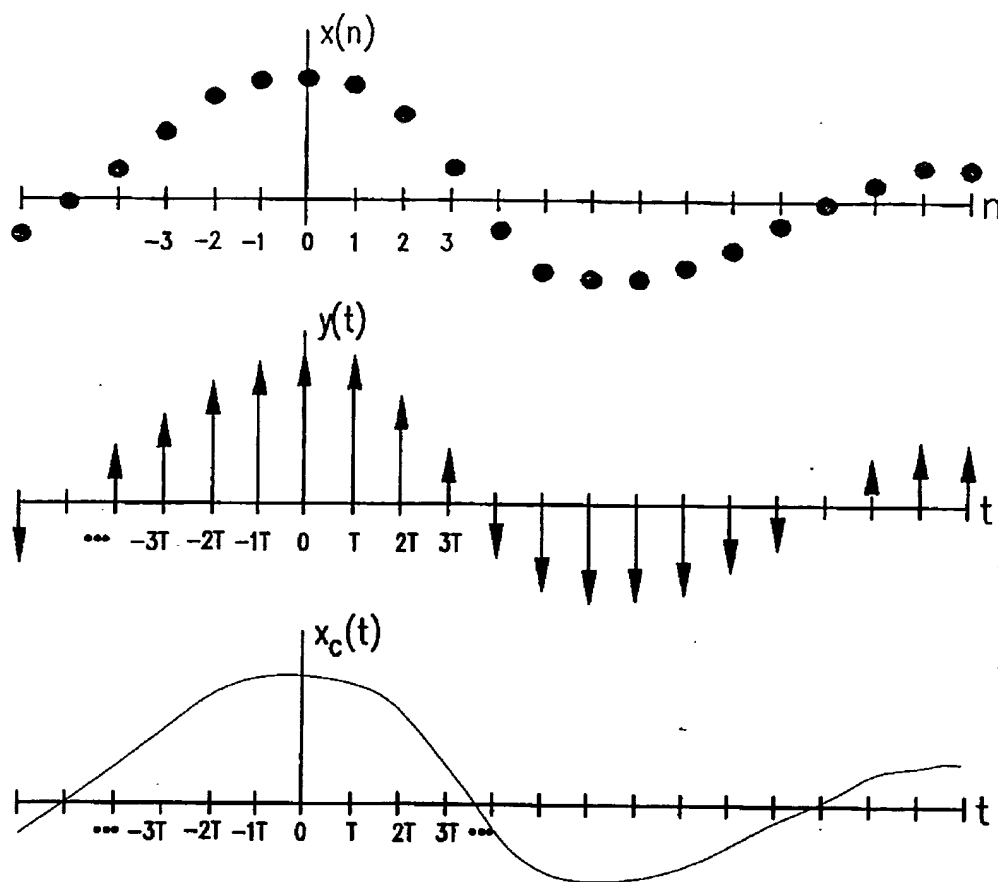 x(n)
n
-3 -2 -1 0 1 2 3
y(t)
t
••• -3T -2T -1T 0 T 2T 3T
x_c(t)
t
••• -3T -2T -1T 0 T 2T 3T •••